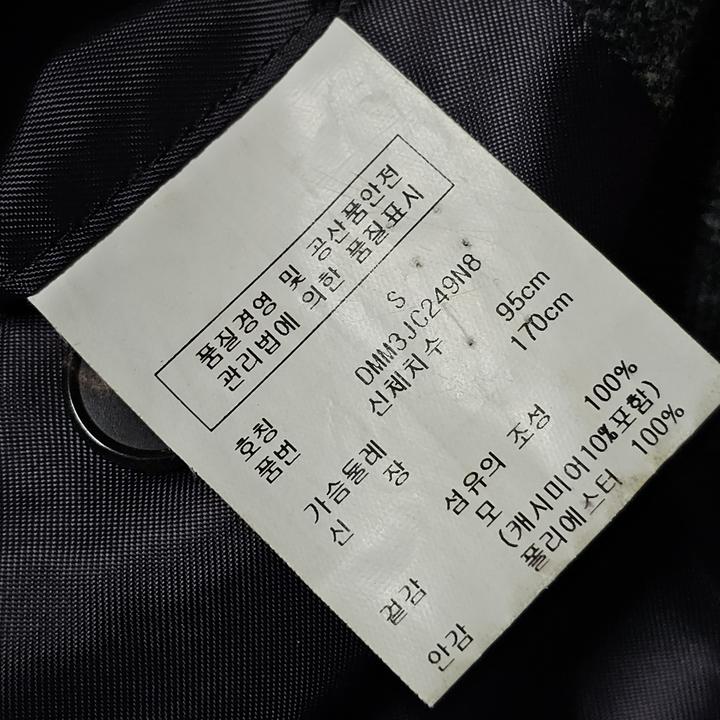 품질경영 및 공산품안전
관리법에 의한 품질표시
호칭 S
품번 DMM3JC249N8
신체치수
가슴둘레 95cm
신 장 170cm
섬유의 조성
겉감 모 100%
(캐시미어10%포함)
안감 폴리에스터 100%